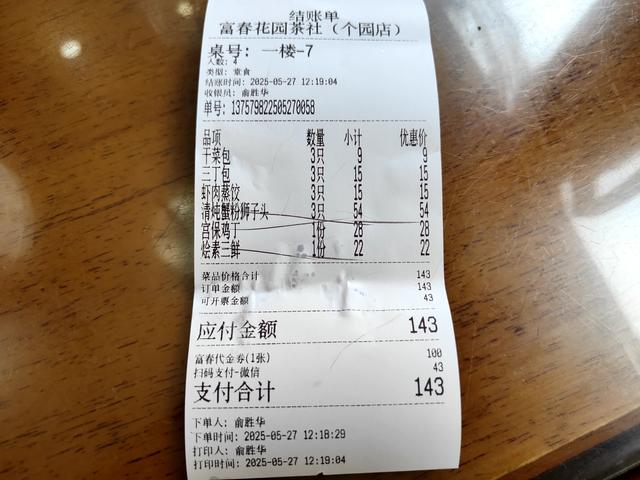 结账单
富春花园茶社（个园店）
桌号：一楼-7
人数：4
类型：堂食
结账时间：2025-05-27 12:19:04
收银员：俞胜华
单号：137579822505270058
品项 数量 小计 优惠价
干菜包 3只 9 9
三丁包 3只 15 15
虾肉蒸饺 3只 15 15
清炖蟹粉狮子头 3只 54 54
宫保鸡丁 1份 28 28
烩素三鲜 1份 22 22
菜品价格合计 143
订单金额 143
可开票金额 43
应付金额 143
富春代金券(1张) 100
扫码支付-微信 43
支付合计 143
下单人：俞胜华
下单时间：2025-05-27 12:18:29
打印人：俞胜华
打印时间：2025-05-27 12:19:04